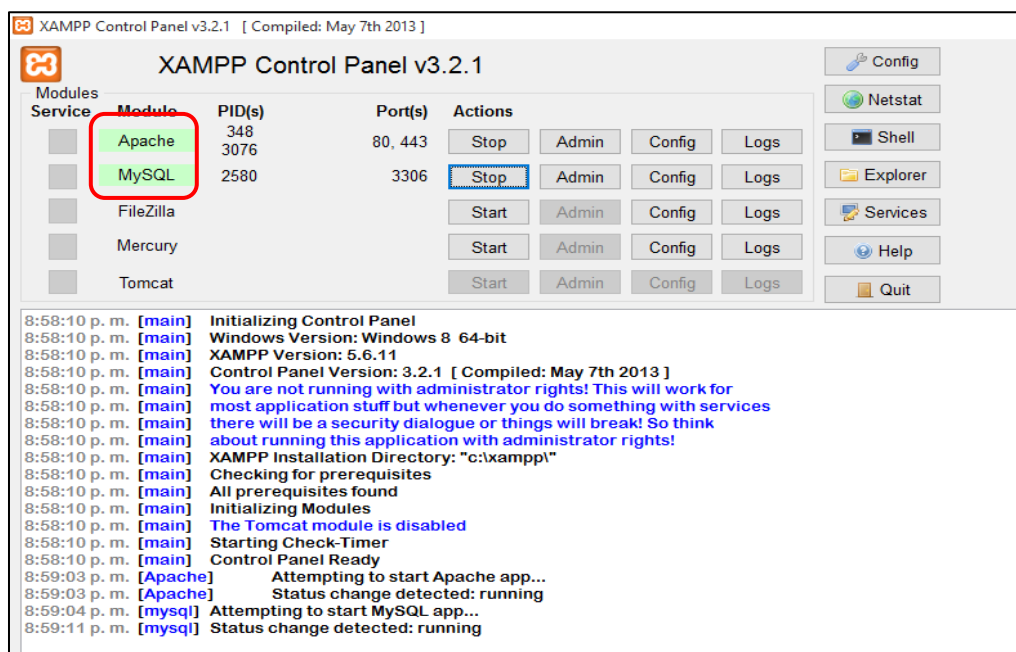 XAMPP Control Panel v3.2.1 [ Compiled: May 7th 2013 ]
XAMPP Control Panel v3.2.1
Config
Modules
Netstat
Service Module PID(s) Port(s) Actions
Apache 348 3076 80, 443 Stop Admin Config Logs
Shell
MySQL 2580 3306 Stop Admin Config Logs
Explorer
FileZilla Start Admin Config Logs
Services
Mercury Start Admin Config Logs
Help
Tomcat Start Admin Config Logs
Quit
8:58:10 p. m. [main] Initializing Control Panel
8:58:10 p. m. [main] Windows Version: Windows 8 64-bit
8:58:10 p. m. [main] XAMPP Version: 5.6.11
8:58:10 p. m. [main] Control Panel Version: 3.2.1 [ Compiled: May 7th 2013 ]
8:58:10 p. m. [main] You are not running with administrator rights! This will work for
8:58:10 p. m. [main] most application stuff but whenever you do something with services
8:58:10 p. m. [main] there will be a security dialogue or things will break! So think
8:58:10 p. m. [main] about running this application with administrator rights!
8:58:10 p. m. [main] XAMPP Installation Directory: "c:\xampp\"
8:58:10 p. m. [main] Checking for prerequisites
8:58:10 p. m. [main] All prerequisites found
8:58:10 p. m. [main] Initializing Modules
8:58:10 p. m. [main] The Tomcat module is disabled
8:58:10 p. m. [main] Starting Check-Timer
8:58:10 p. m. [main] Control Panel Ready
8:59:03 p. m. [Apache] Attempting to start Apache app...
8:59:03 p. m. [Apache] Status change detected: running
8:59:04 p. m. [mysql] Attempting to start MySQL app...
8:59:11 p. m. [mysql] Status change detected: running